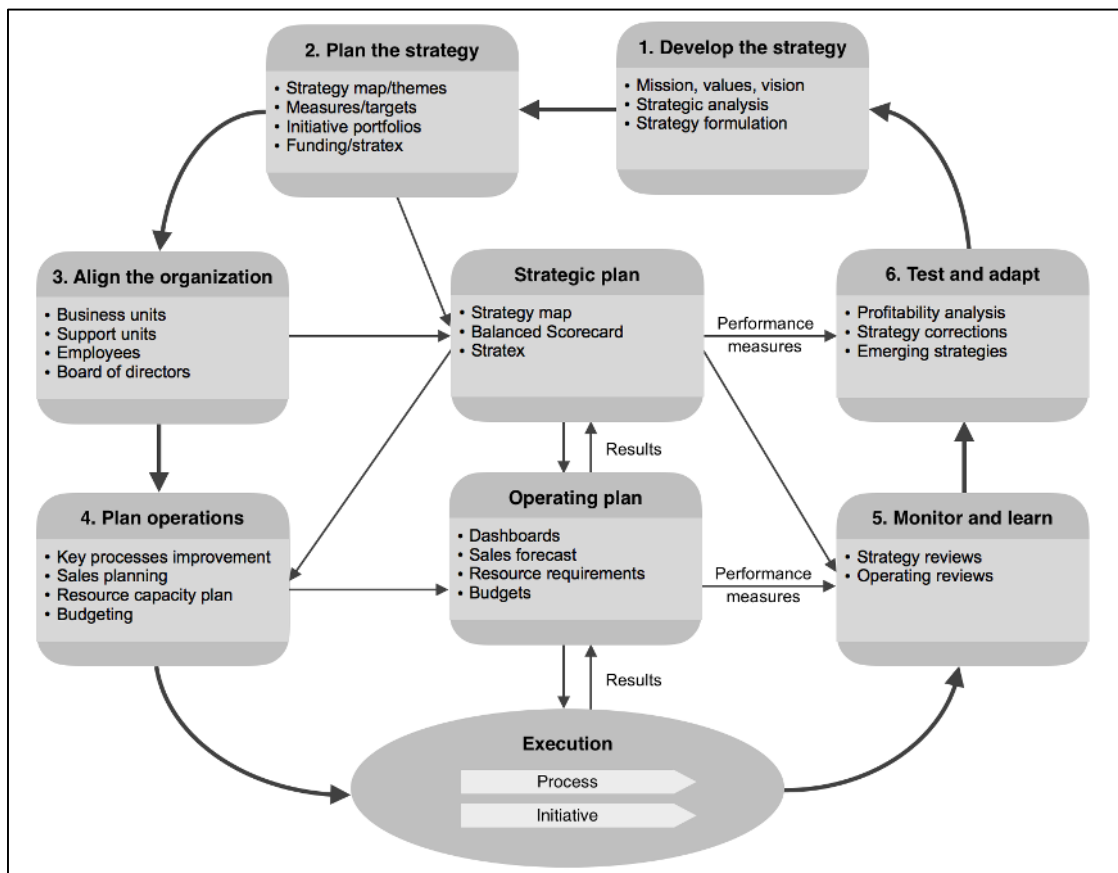 2. Plan the strategy
• Strategy map/themes
• Measures/targets
• Initiative portfolios
• Funding/stratex
1. Develop the strategy
• Mission, values, vision
• Strategic analysis
• Strategy formulation
3. Align the organization
• Business units
• Support units
• Employees
• Board of directors
Strategic plan
• Strategy map
• Balanced Scorecard
• Stratex
Performance
measures
6. Test and adapt
• Profitability analysis
• Strategy corrections
• Emerging strategies
Results
4. Plan operations
• Key processes improvement
• Sales planning
• Resource capacity plan
• Budgeting
Operating plan
• Dashboards
• Sales forecast
• Resource requirements
• Budgets
Performance
measures
5. Monitor and learn
• Strategy reviews
• Operating reviews
Results
Execution
Process
Initiative